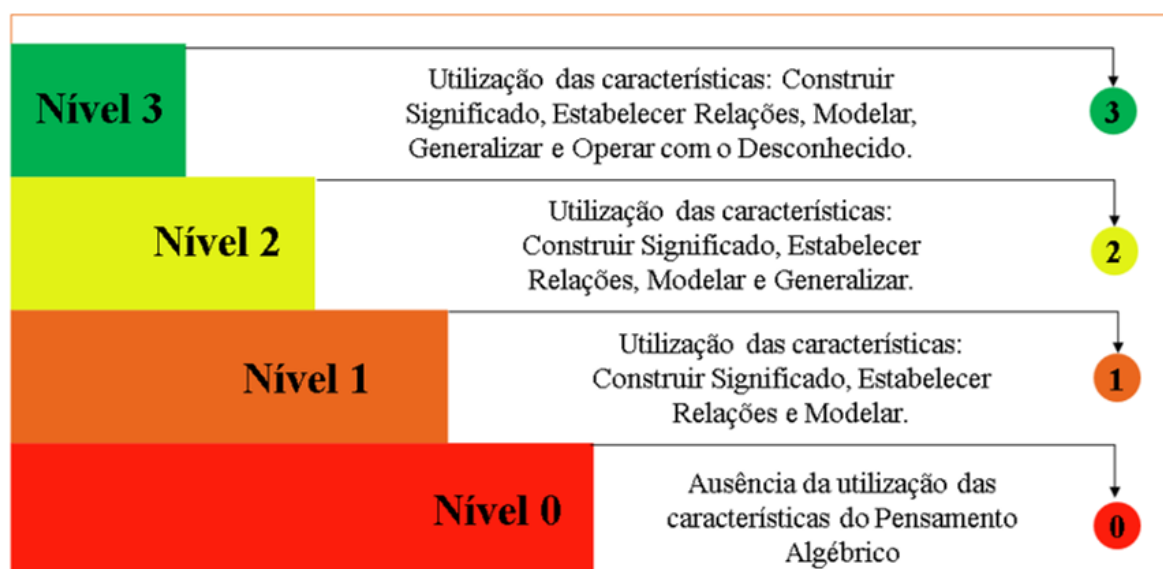 Nível 3
Utilização das características: Construir
Significado, Estabelecer Relações, Modelar,
Generalizar e Operar com o Desconhecido.
3
Nível 2
Utilização das características:
Construir Significado, Estabelecer
Relações, Modelar e Generalizar.
2
Nível 1
Utilização das características:
Construir Significado, Estabelecer
Relações e Modelar.
1
Nível 0
Ausência da utilização das
características do Pensamento
Algébrico
0